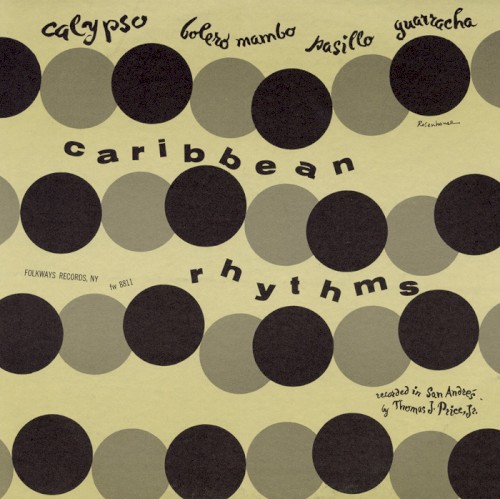 calypso bolero mambo pasillo guarracha
caribbean
FOLKWAYS RECORDS, NY fw 8811
rhythms
recorded in San Andrés
by Thomas J. Price, Jr.